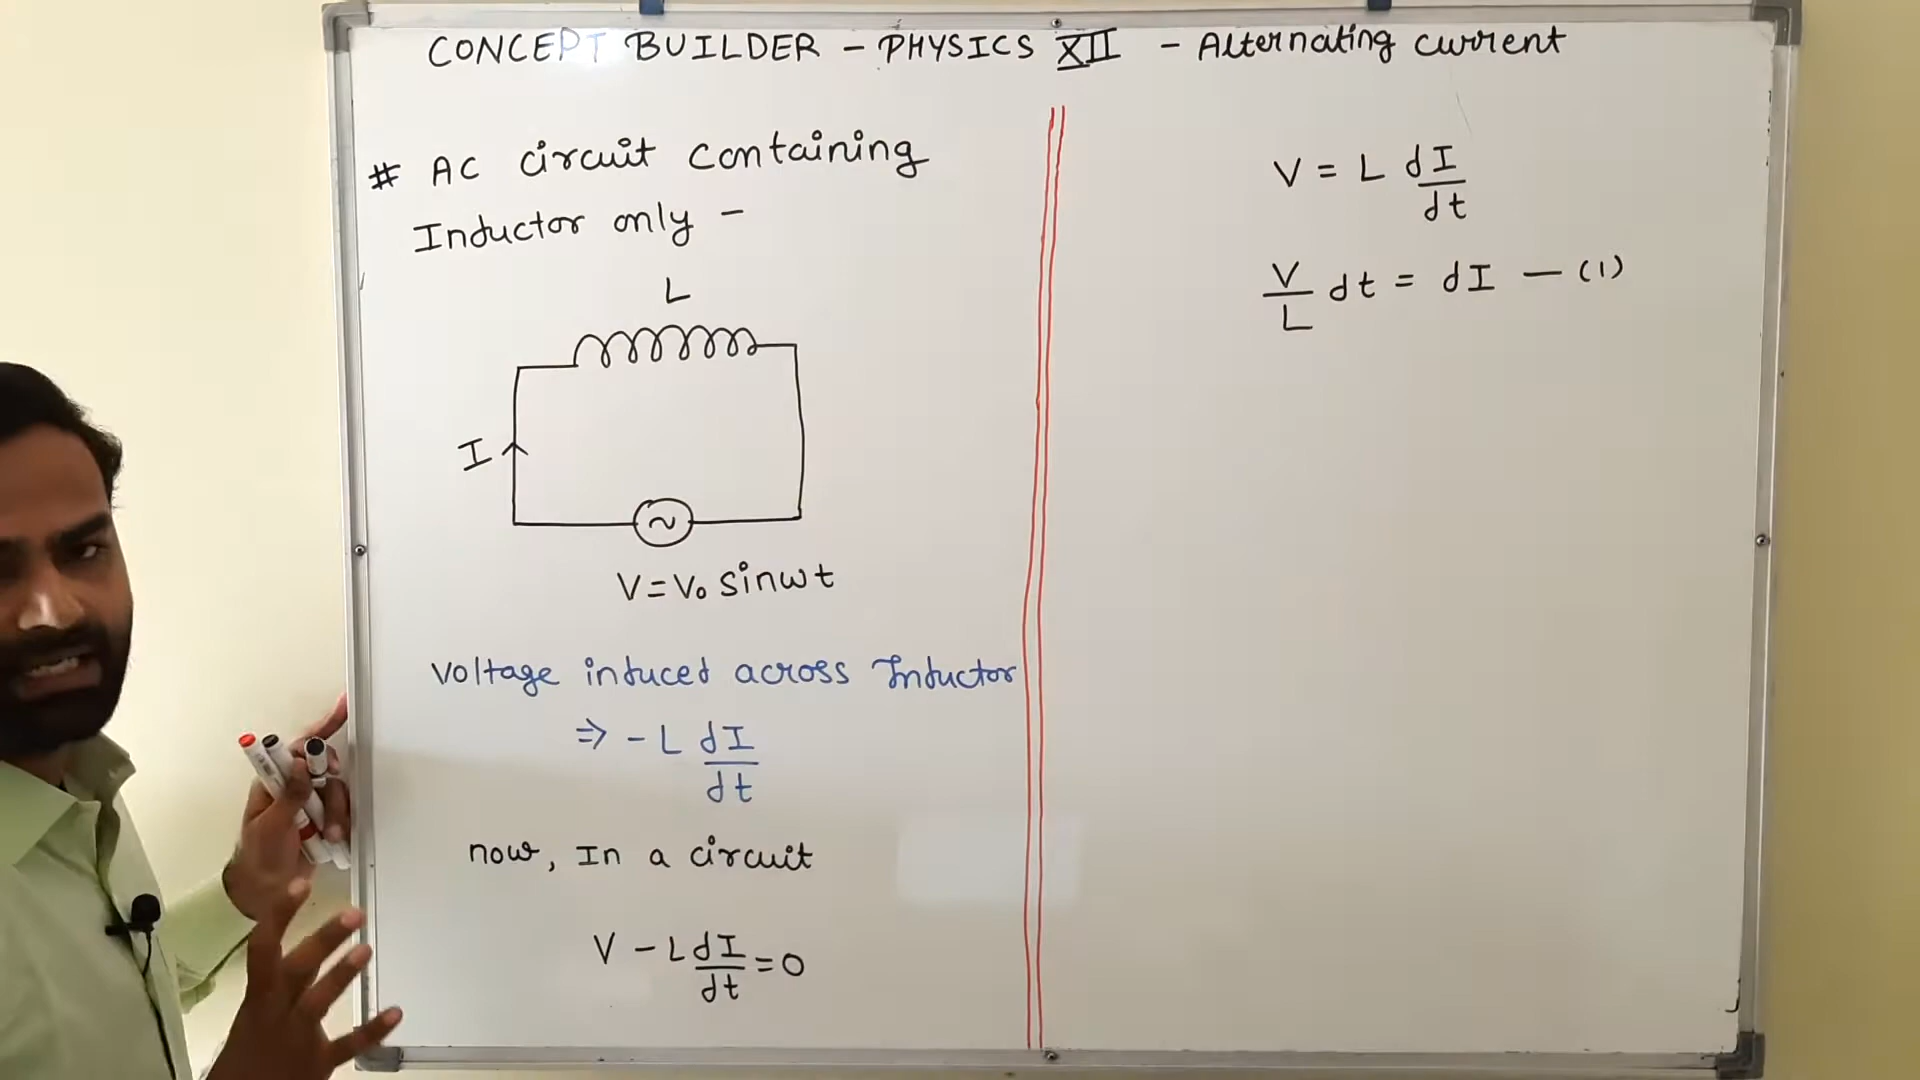 CONCEPT BUILDER - PHYSICS XII - Alternating current
# AC circuit containing
Inductor only -
L
I
~
V = V₀ sinωt
Voltage induced across Inductor
⇒ - L dI/dt
now, In a circuit
V - L dI/dt = 0
V = L dI/dt
V/L dt = dI — (1)